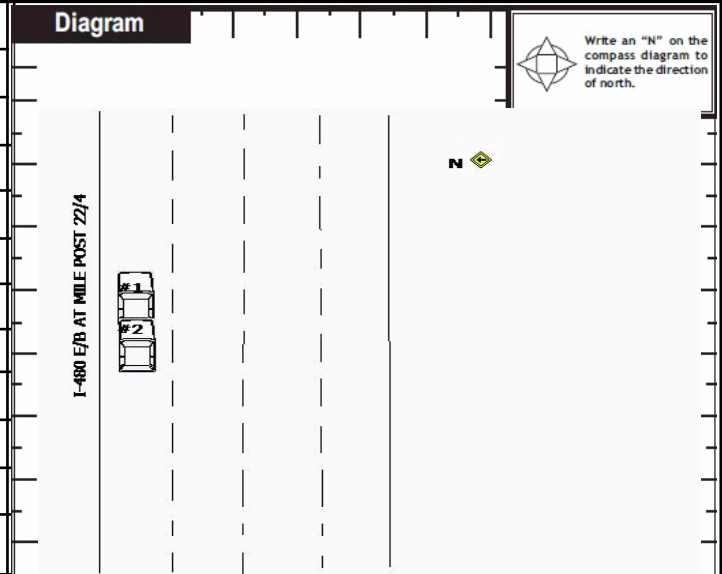 Diagram
Write an “N” on the
compass diagram to
indicate the direction
of north.
N
I-480 E/B AT MILE POST 22/4
#1
#2